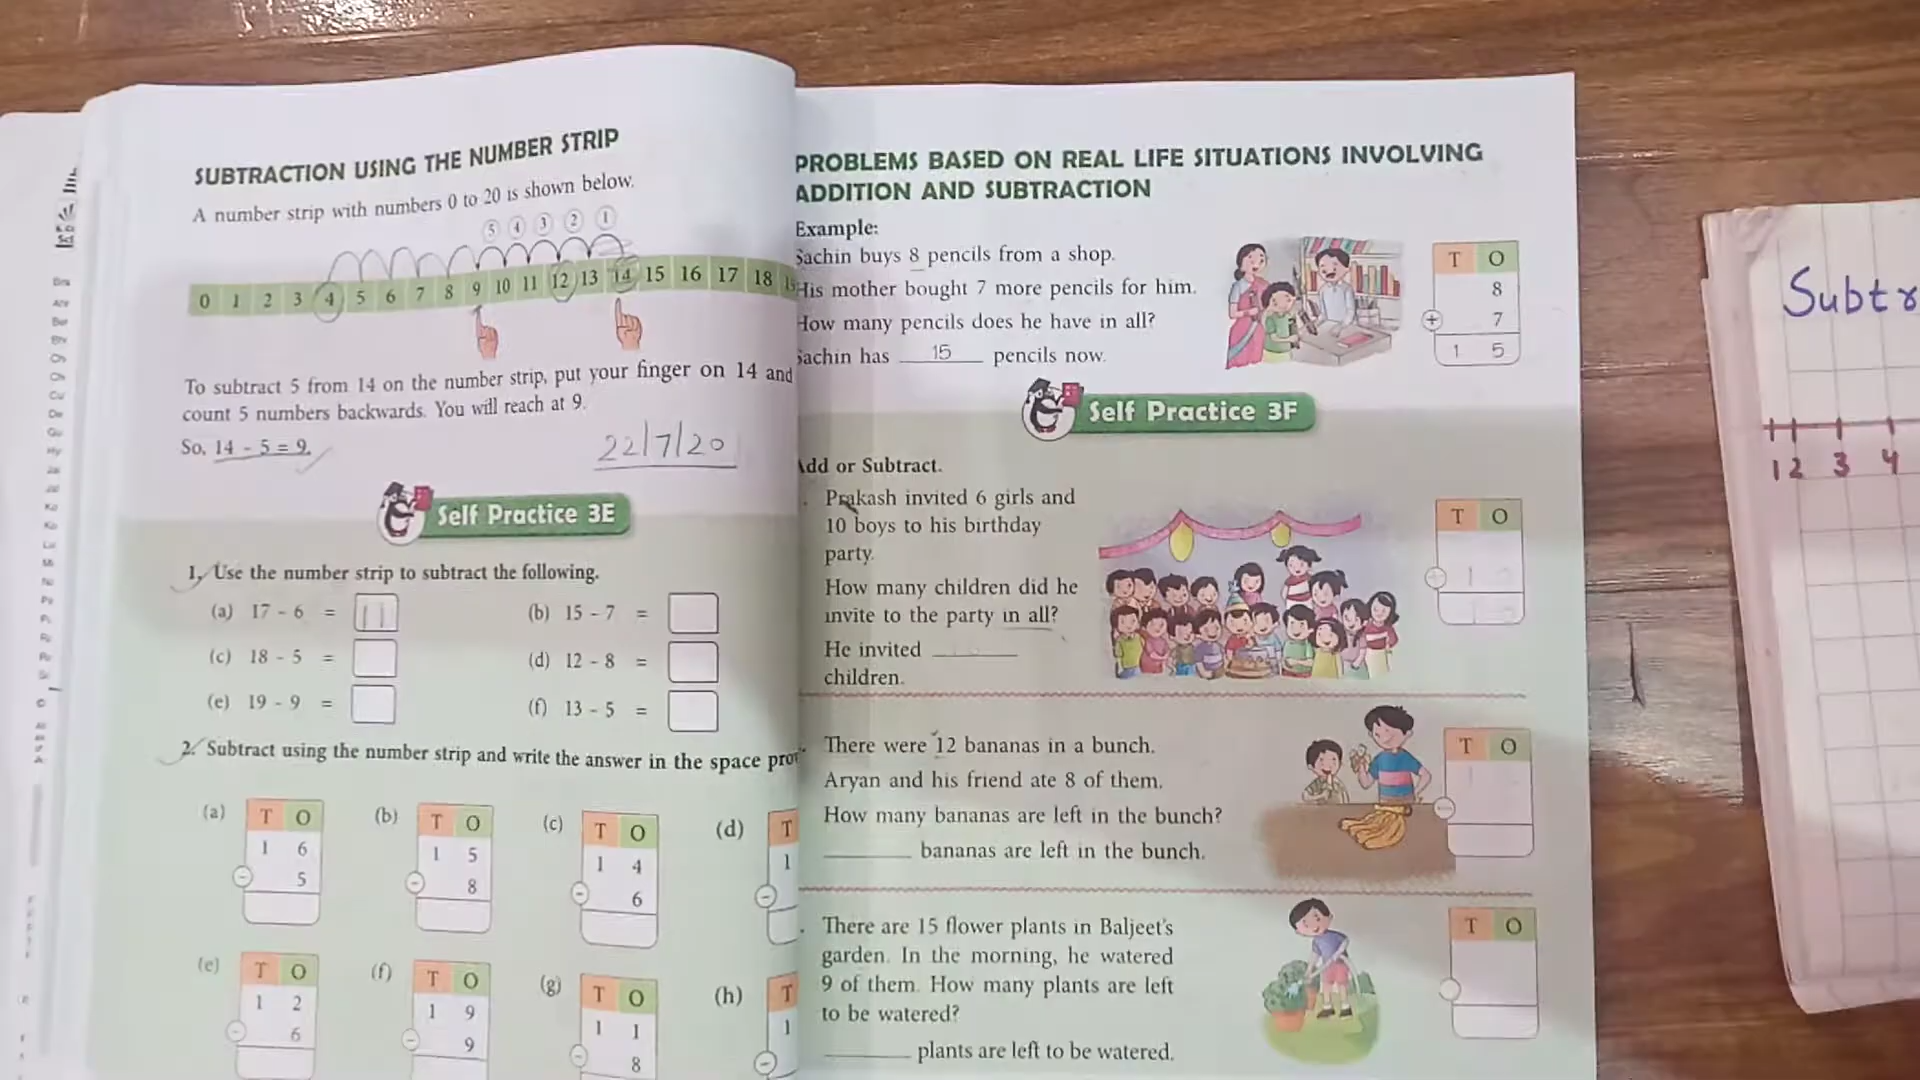 SUBTRACTION USING THE NUMBER STRIP
A number strip with numbers 0 to 20 is shown below.
5 4 3 2 1
0 1 2 3 4 5 6 7 8 9 10 11 12 13 14 15 16 17 18
To subtract 5 from 14 on the number strip, put your finger on 14 and
count 5 numbers backwards. You will reach at 9.
So, 14 - 5 = 9.
22/7/20
Self Practice 3E
1. Use the number strip to subtract the following.
(a) 17 - 6 = 11
(b) 15 - 7 =
(c) 18 - 5 =
(d) 12 - 8 =
(e) 19 - 9 =
(f) 13 - 5 =
2. Subtract using the number strip and write the answer in the space
(a) (b) (c) (d)
T O T O T O T
1 6 1 5 1 4 1
- 5 - 8 - 6 -
(e) (f) (g) (h)
T O T O T O T
1 2 1 9 1 1 1
- 6 - 9 - 8 -
PROBLEMS BASED ON REAL LIFE SITUATIONS INVOLVING
ADDITION AND SUBTRACTION
Example:
Sachin buys 8 pencils from a shop.
His mother bought 7 more pencils for him.
How many pencils does he have in all?
Sachin has 15 pencils now.
T O
8
+ 7
1 5
Self Practice 3F
Add or Subtract.
Prakash invited 6 girls and
10 boys to his birthday
party.
How many children did he
invite to the party in all?
He invited ______
children.
T O
+ 1
There were 12 bananas in a bunch.
Aryan and his friend ate 8 of them.
How many bananas are left in the bunch?
______ bananas are left in the bunch.
T O
-
There are 15 flower plants in Baljeet's
garden. In the morning, he watered
9 of them. How many plants are left
to be watered?
______ plants are left to be watered.
T O
Subtr
1 2 3 4